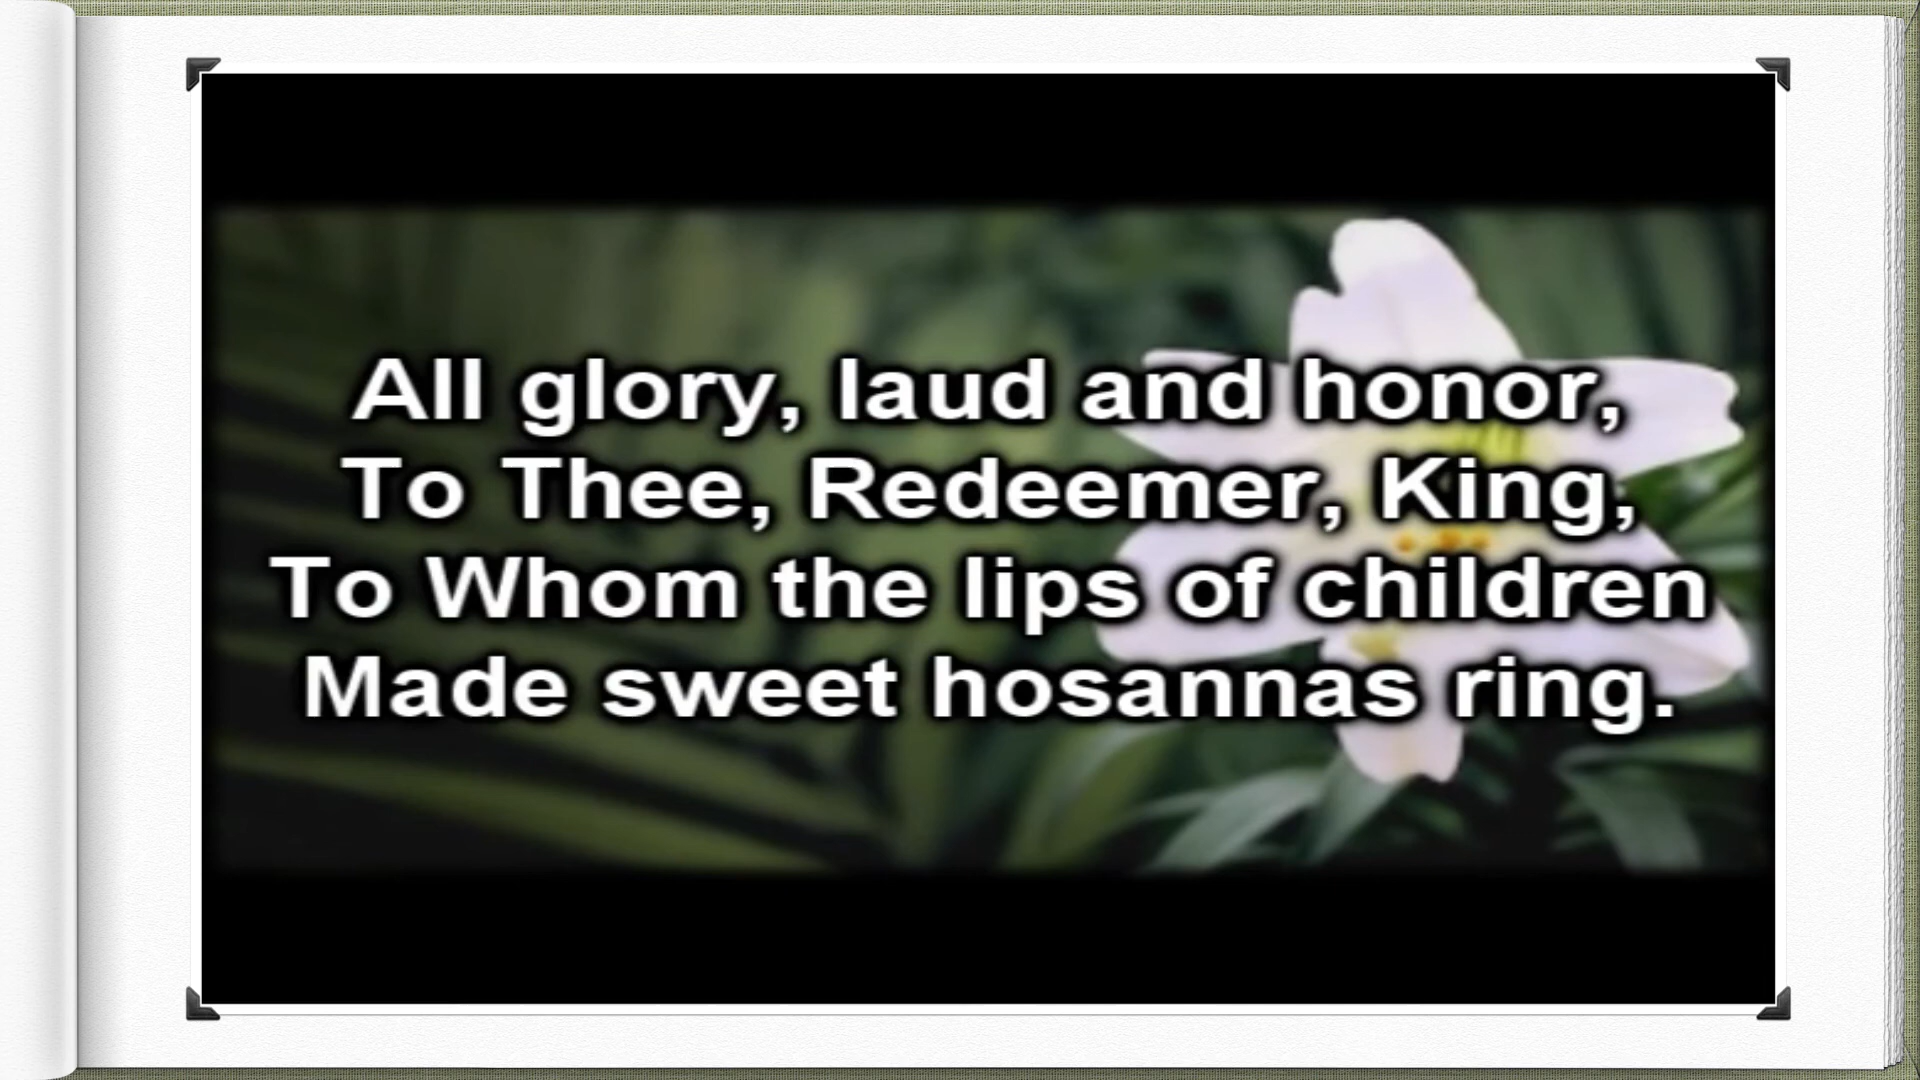 All glory, laud and honor,
To Thee, Redeemer, King,
To Whom the lips of children
Made sweet hosannas ring.